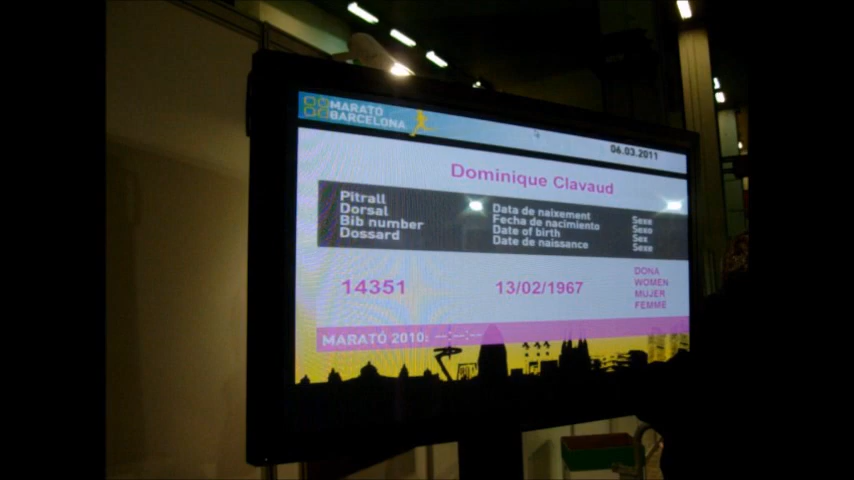 MARATÓ
BARCELONA
06.03.2011
Dominique Clavaud
Pitrall
Dorsal
Bib number
Dossard
Data de naixement
Fecha de nacimiento
Date of birth
Date de naissance
Sexe
Sexo
Sex
Sexe
14351
13/02/1967
DONA
WOMEN
MUJER
FEMME
MARATÓ 2010: --:--:--